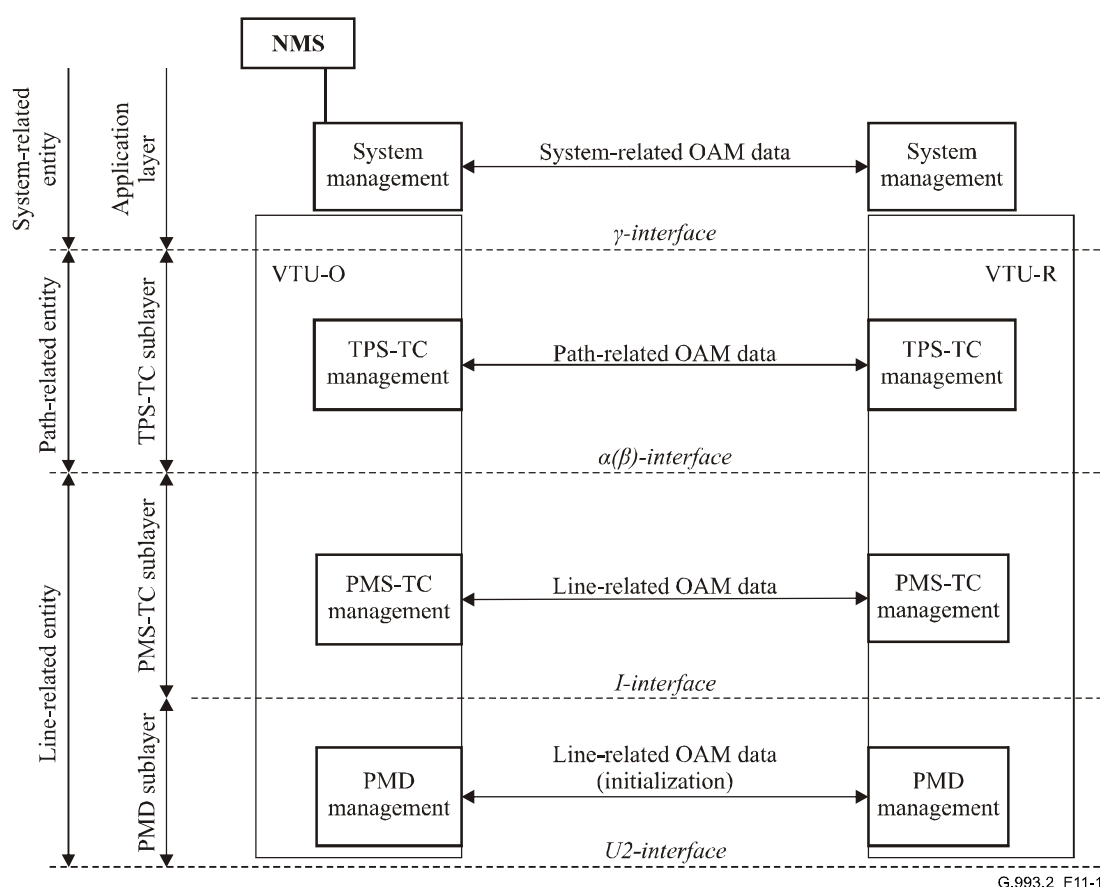 NMS
System-related
entity
Application
layer
System
management
System-related OAM data
System
management
γ-interface
VTU-O
VTU-R
Path-related entity
TPS-TC sublayer
TPS-TC
management
Path-related OAM data
TPS-TC
management
α(β)-interface
Line-related entity
PMS-TC sublayer
PMS-TC
management
Line-related OAM data
PMS-TC
management
I-interface
PMD sublayer
PMD
management
Line-related OAM data
(initialization)
PMD
management
U2-interface
G.993.2_F11-1